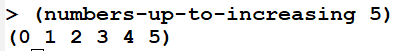 > (numbers-up-to-increasing 5)
(0 1 2 3 4 5)